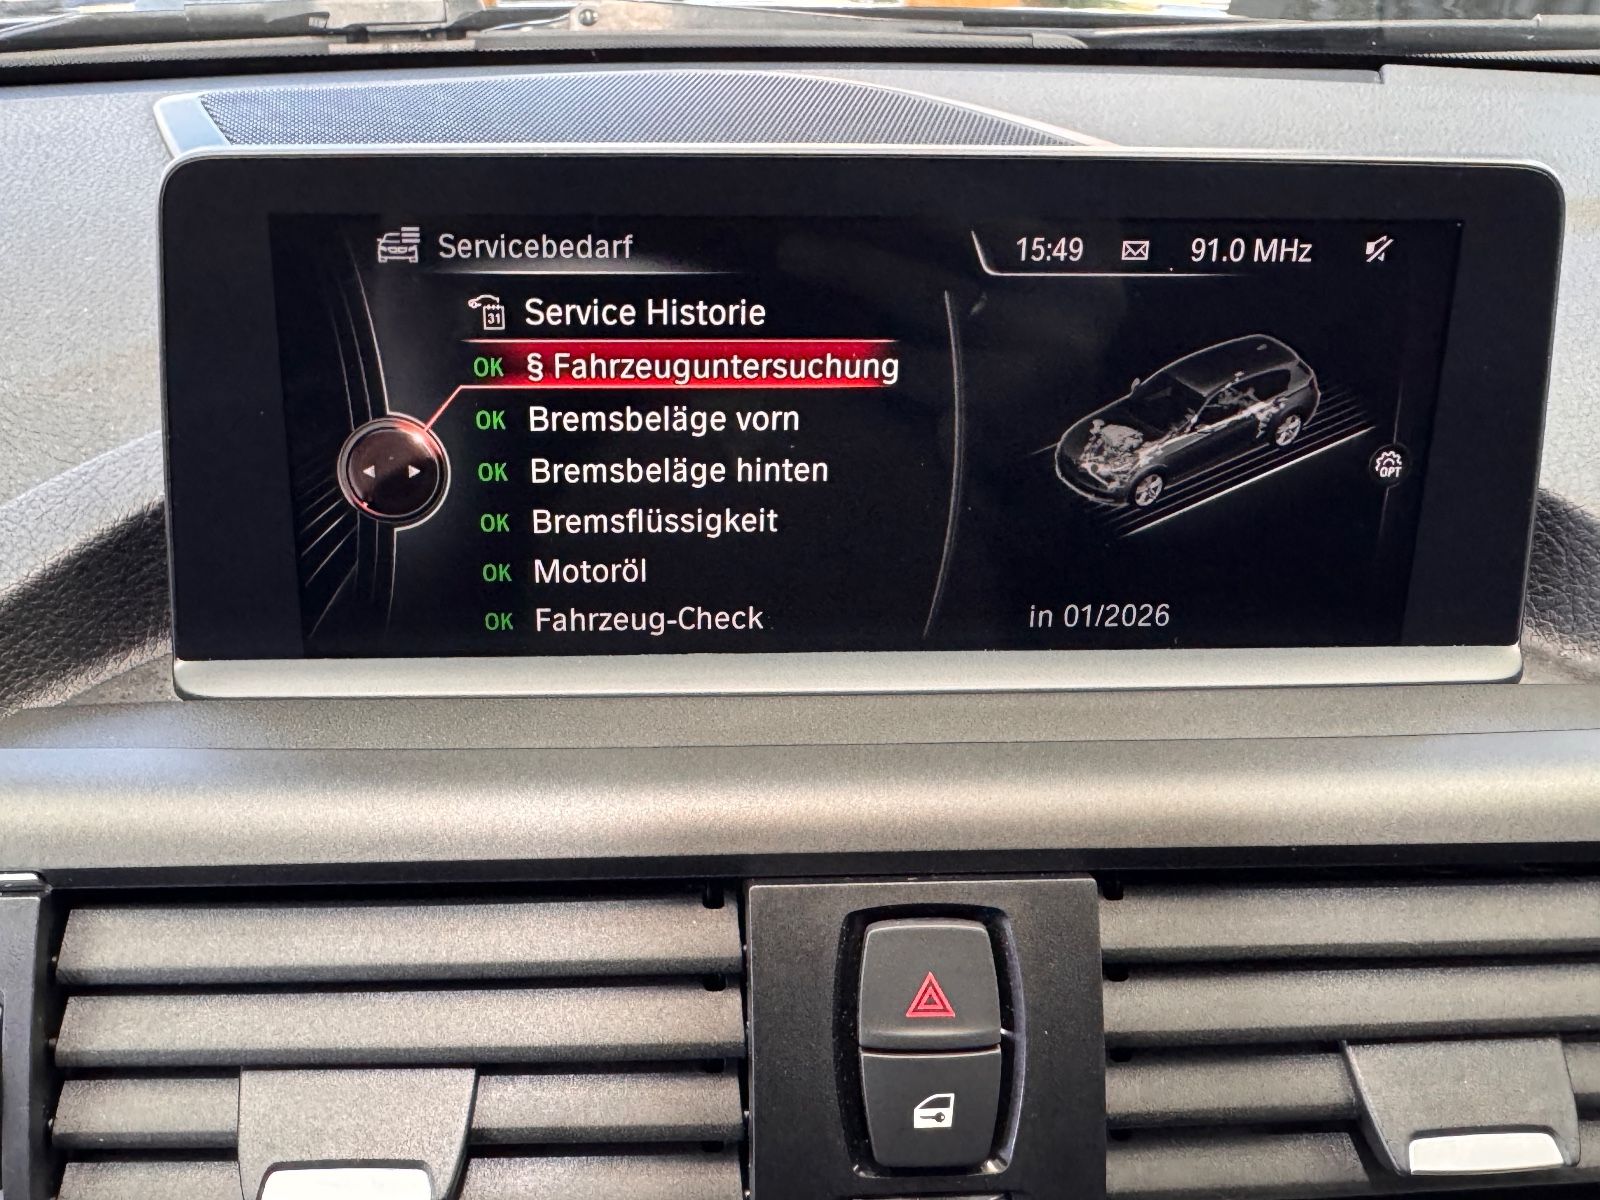 Servicebedarf
15:49 91.0 MHz
31 Service Historie
OK § Fahrzeuguntersuchung
OK Bremsbeläge vorn
OK Bremsbeläge hinten
OK Bremsflüssigkeit
OK Motoröl
OK Fahrzeug-Check
OPT
in 01/2026